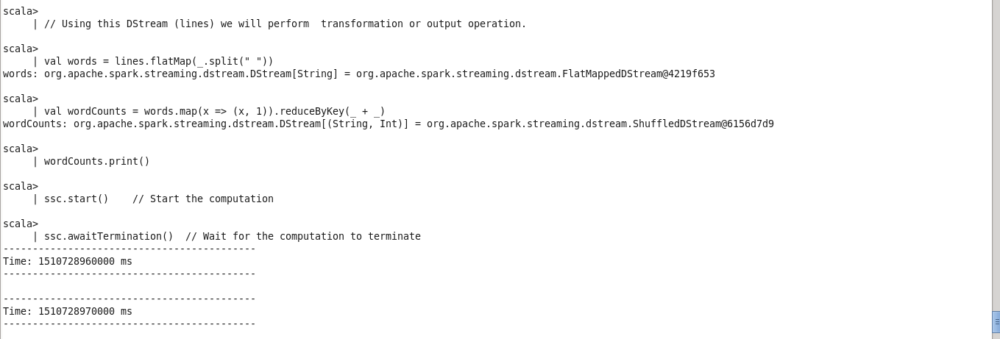 scala>
     | // Using this DStream (lines) we will perform  transformation or output operation.
scala>
     | val words = lines.flatMap(_.split(" "))
words: org.apache.spark.streaming.dstream.DStream[String] = org.apache.spark.streaming.dstream.FlatMappedDStream@4219f653
scala>
     | val wordCounts = words.map(x => (x, 1)).reduceByKey(_ + _)
wordCounts: org.apache.spark.streaming.dstream.DStream[(String, Int)] = org.apache.spark.streaming.dstream.ShuffledDStream@6156d7d9
scala>
     | wordCounts.print()
scala>
     | ssc.start()    // Start the computation
scala>
     | ssc.awaitTermination()  // Wait for the computation to terminate
-------------------------------------------
Time: 1510728960000 ms
-------------------------------------------
-------------------------------------------
Time: 1510728970000 ms
-------------------------------------------